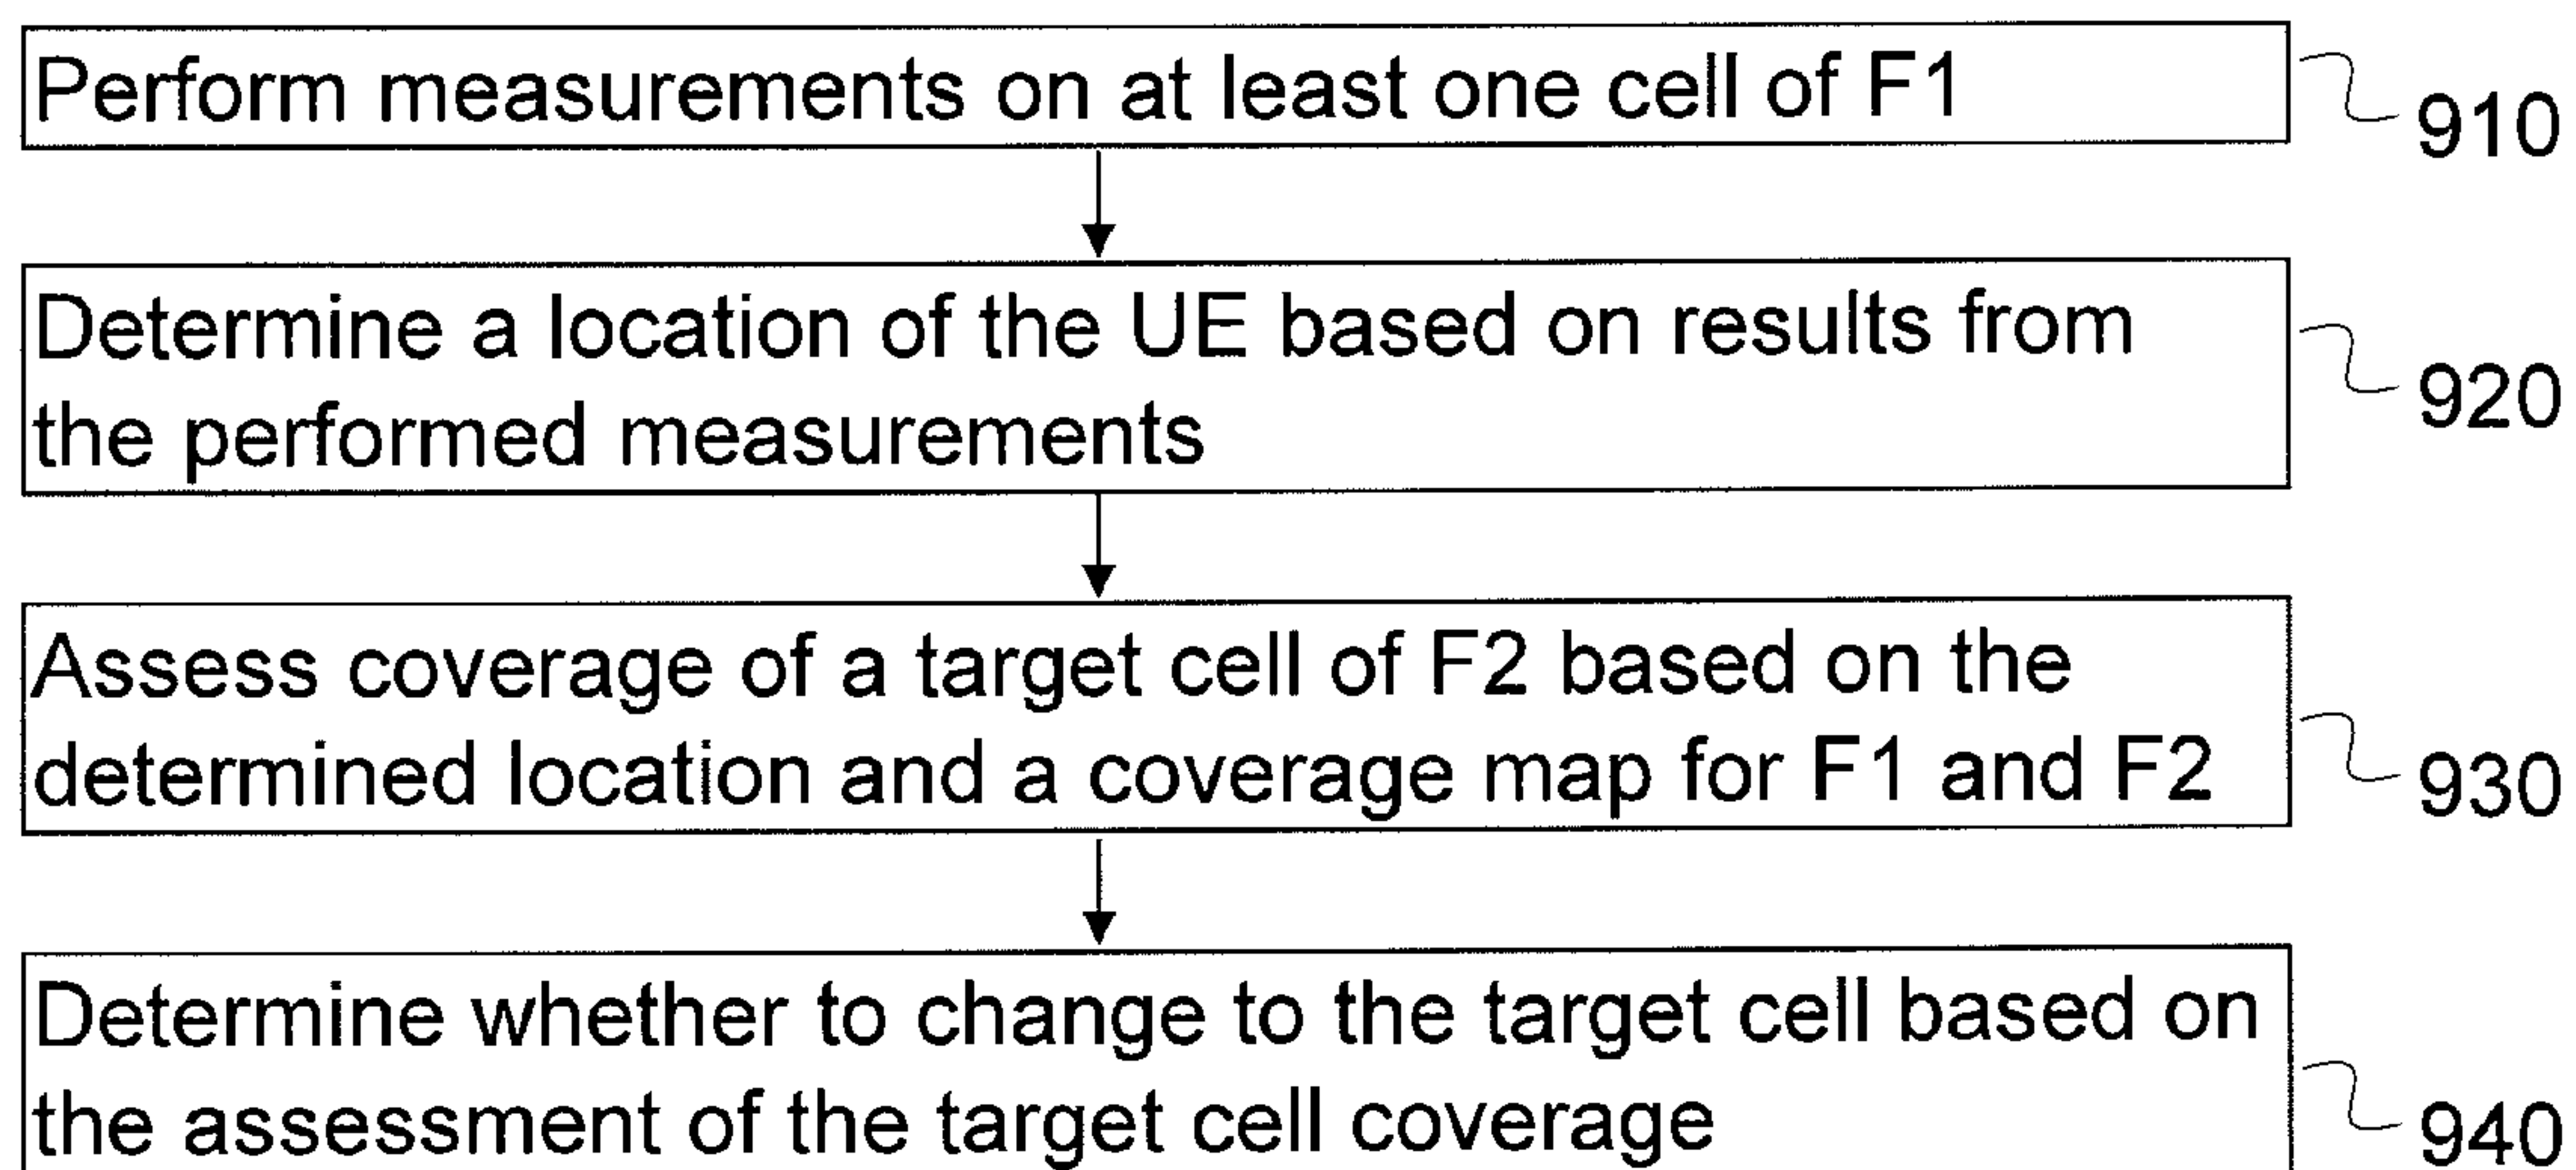 Perform measurements on at least one cell of F1
910
Determine a location of the UE based on results from
the performed measurements
920
Assess coverage of a target cell of F2 based on the
determined location and a coverage map for F1 and F2
930
Determine whether to change to the target cell based on
the assessment of the target cell coverage
940